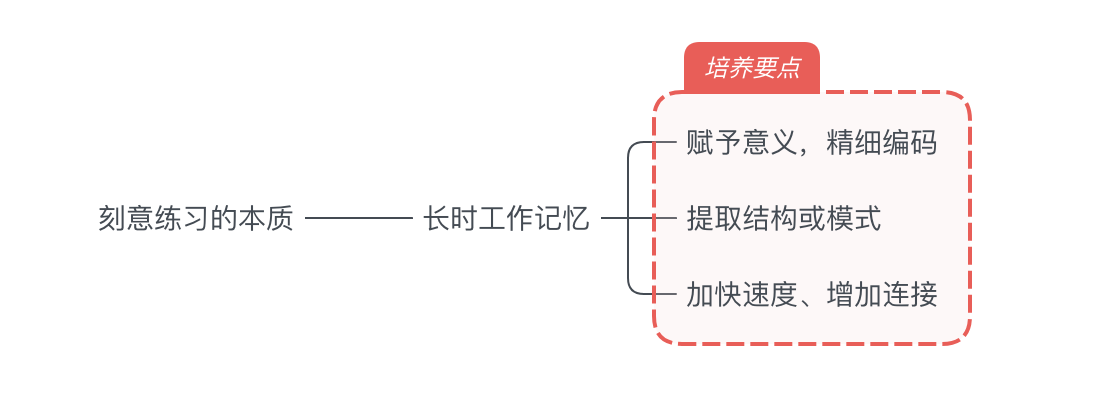 培养要点
赋予意义，精细编码
刻意练习的本质
长时工作记忆
提取结构或模式
加快速度、增加连接